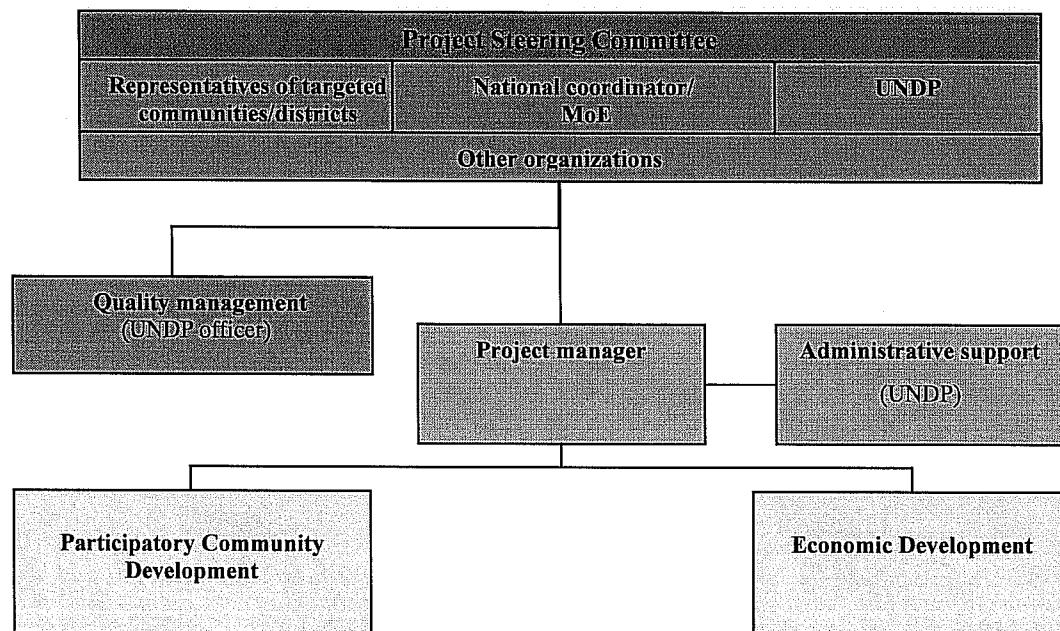 Project Steering Committee
Representatives of targeted
communities/districts
National coordinator/
MoE
UNDP
Other organizations
Quality management
(UNDP officer)
Project manager
Administrative support
(UNDP)
Participatory Community
Development
Economic Development